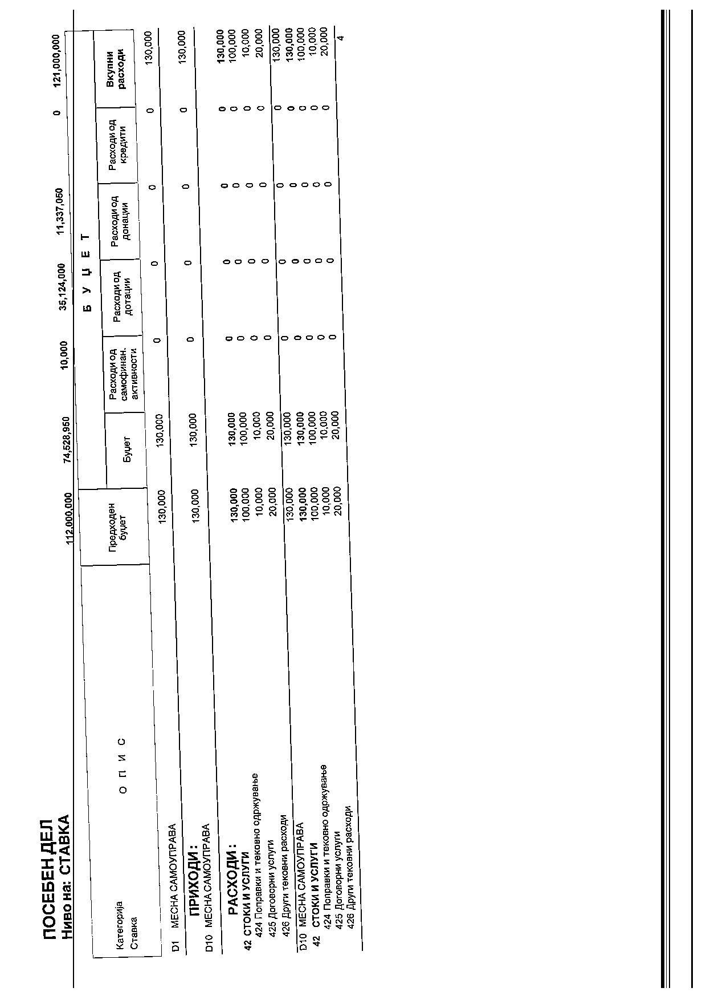 ПОСЕБЕН ДЕЛ
Ниво на: СТАВКА
112,000,000 74,528,950 10,000 35,124,000 11,337,050 0 121,000,000
Категорија
Ставка
О П И С
Предходен буџет
Б У Џ Е Т
Буџет
Расходи од самофинан. активности
Расходи од дотации
Расходи од донации
Расходи од кредити
Вкупни расходи
D1 МЕСНА САМОУПРАВА 130,000 130,000 0 0 0 0 130,000
ПРИХОДИ :
D10 МЕСНА САМОУПРАВА 130,000 130,000 0 0 0 0 130,000
РАСХОДИ :
42 СТОКИ И УСЛУГИ 130,000 130,000 0 0 0 0 130,000
424 Поправки и тековно одржување 100,000 100,000 0 0 0 0 100,000
425 Договорни услуги 10,000 10,000 0 0 0 0 10,000
426 Други тековни расходи 20,000 20,000 0 0 0 0 20,000
D10 МЕСНА САМОУПРАВА 130,000 130,000 0 0 0 0 130,000
42 СТОКИ И УСЛУГИ 130,000 130,000 0 0 0 0 130,000
424 Поправки и тековно одржување 100,000 100,000 0 0 0 0 100,000
425 Договорни услуги 10,000 10,000 0 0 0 0 10,000
426 Други тековни расходи 20,000 20,000 0 0 0 0 20,000
4